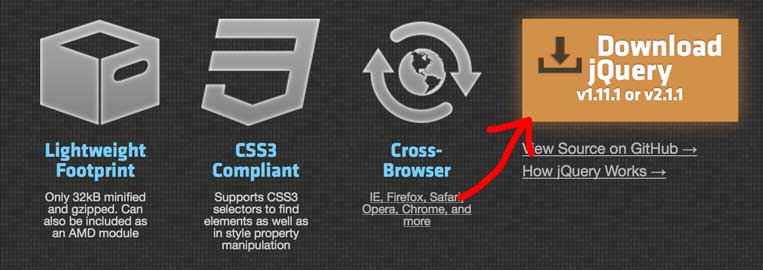 Lightweight
Footprint
Only 32kB minified
and gzipped. Can
also be included as
an AMD module
CSS3
Compliant
Supports CSS3
selectors to find
elements as well as
in style property
manipulation
Cross-
Browser
IE, Firefox, Safari,
Opera, Chrome, and
more
Download
jQuery
v1.11.1 or v2.1.1
View Source on GitHub →
How jQuery Works →